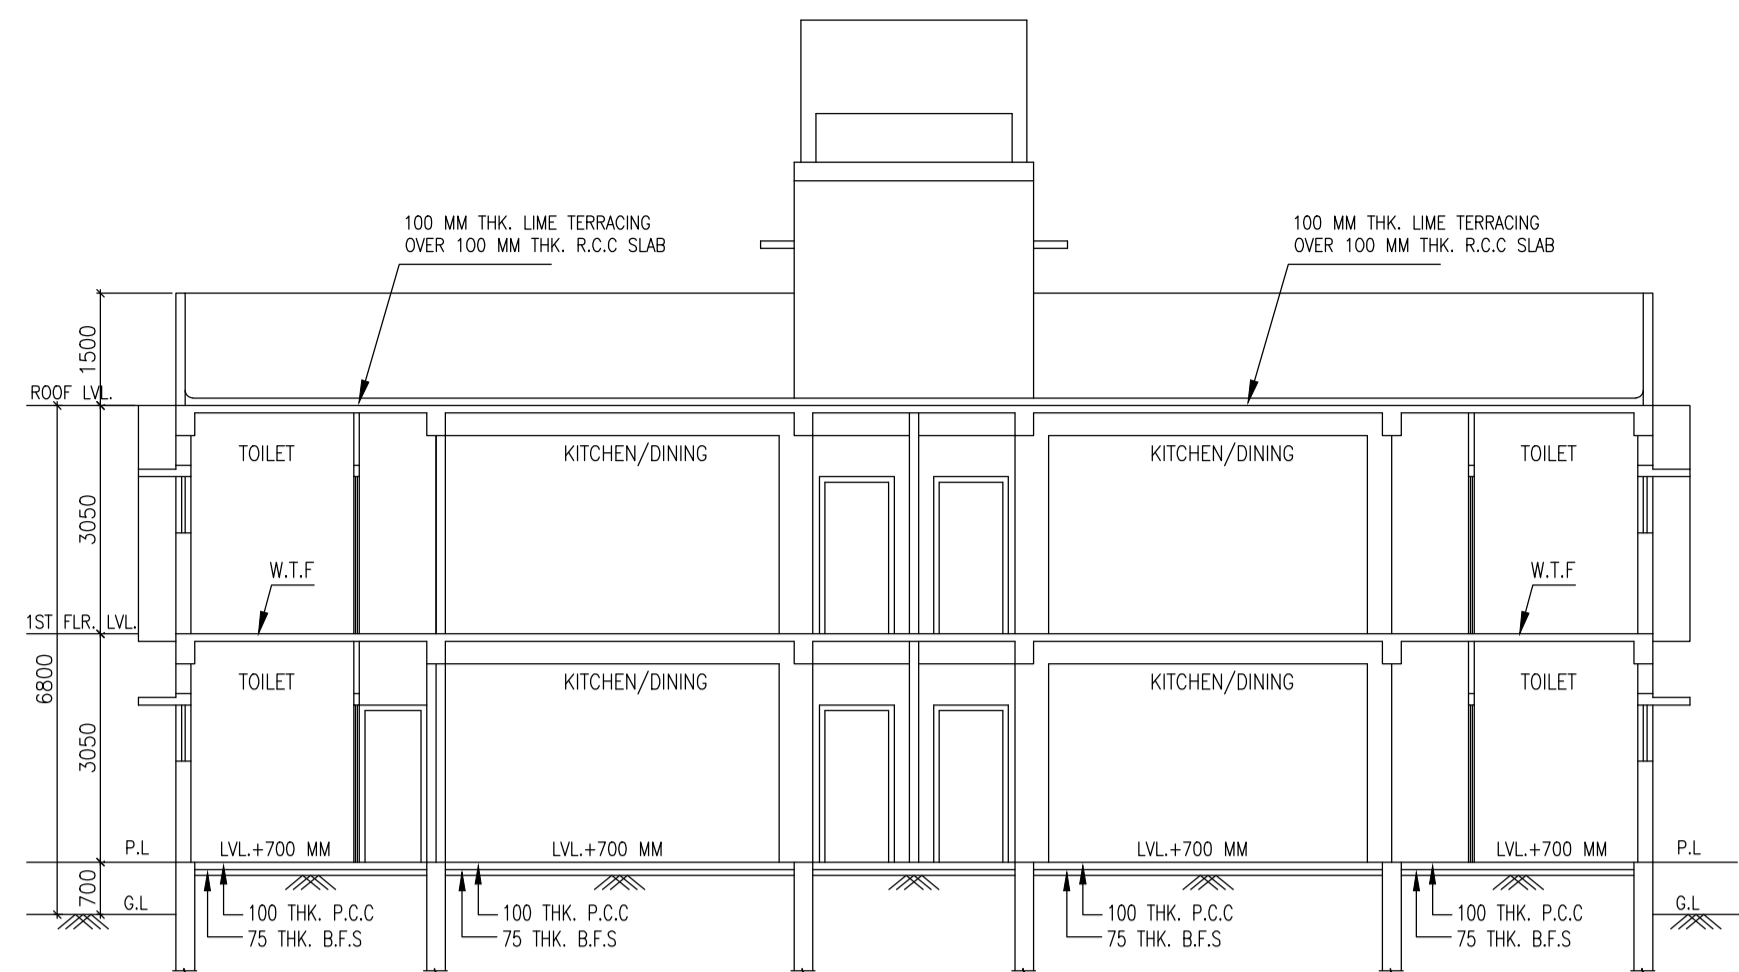 100 MM THK. LIME TERRACING
OVER 100 MM THK. R.C.C SLAB
100 MM THK. LIME TERRACING
OVER 100 MM THK. R.C.C SLAB
1500
ROOF LVL.
TOILET
KITCHEN/DINING
KITCHEN/DINING
TOILET
3050
W.T.F
W.T.F
1ST FLR. LVL.
6800
TOILET
KITCHEN/DINING
KITCHEN/DINING
TOILET
3050
P.L
LVL.+700 MM
LVL.+700 MM
LVL.+700 MM
LVL.+700 MM
P.L
700
G.L
G.L
100 THK. P.C.C
75 THK. B.F.S
100 THK. P.C.C
75 THK. B.F.S
100 THK. P.C.C
75 THK. B.F.S
100 THK. P.C.C
75 THK. B.F.S